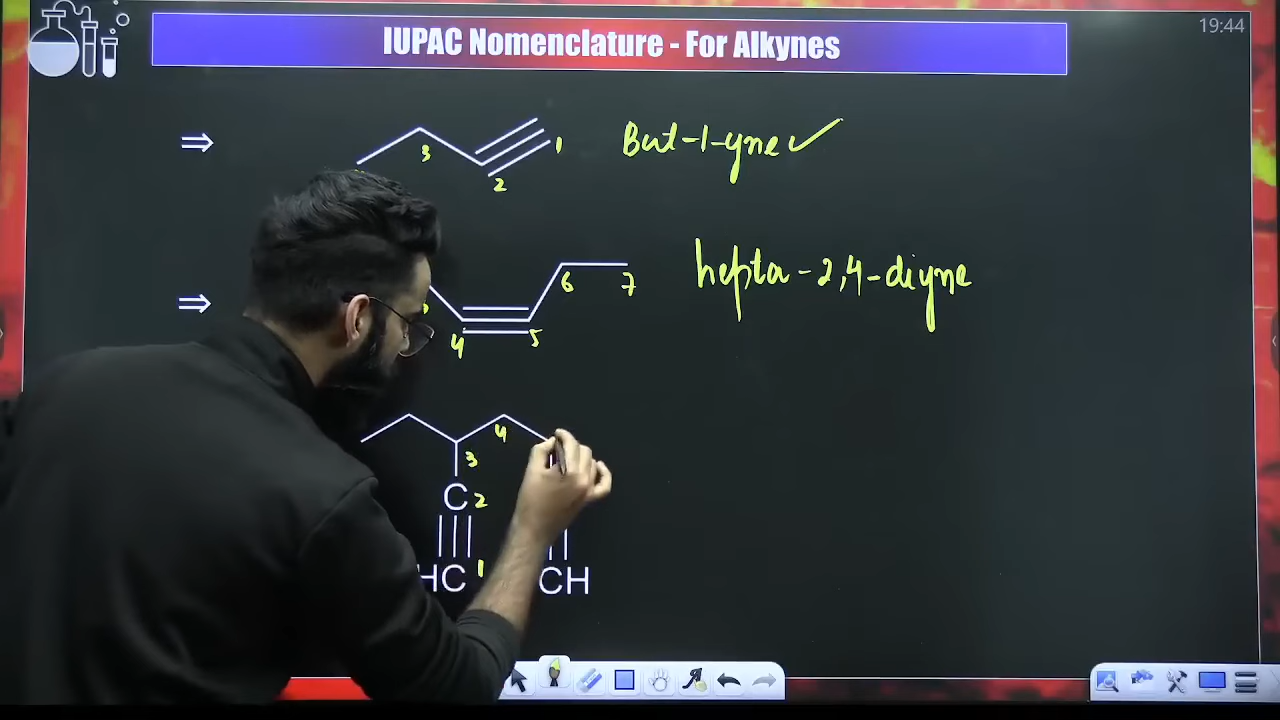 19:44
IUPAC Nomenclature - For Alkynes
⇒ 3 2 1 But-1-yne ✓
⇒ 4 5 6 7 hepta-2,4-diyne
3 4
C 2
HC 1 CH